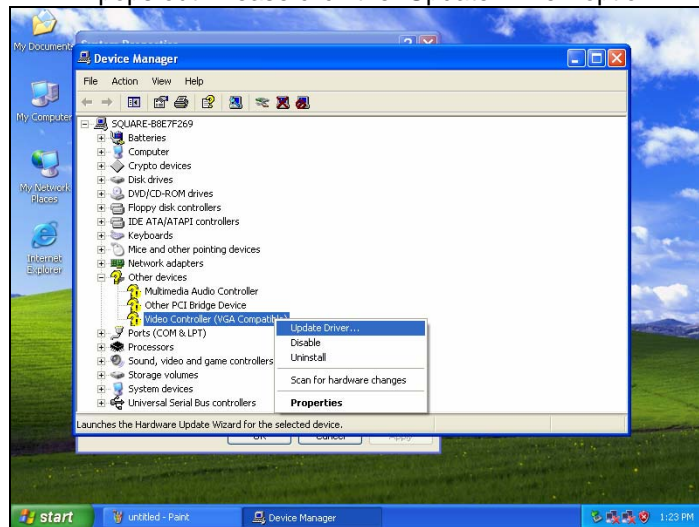 My Documents
Device Manager
File Action View Help
My Computer
SQUARE-B8E7F269
Batteries
Computer
Crypto devices
Disk drives
DVD/CD-ROM drives
Floppy disk controllers
IDE ATA/ATAPI controllers
Keyboards
Mice and other pointing devices
Network adapters
Other devices
Multimedia Audio Controller
Other PCI Bridge Device
Video Controller (VGA Compatible)
Ports (COM & LPT)
Processors
Sound, video and game controllers
Storage volumes
System devices
Universal Serial Bus controllers
My Network
Places
Internet
Explorer
Update Driver...
Disable
Uninstall
Scan for hardware changes
Properties
Launches the Hardware Update Wizard for the selected device.
start
untitled - Paint
Device Manager
1:23 PM